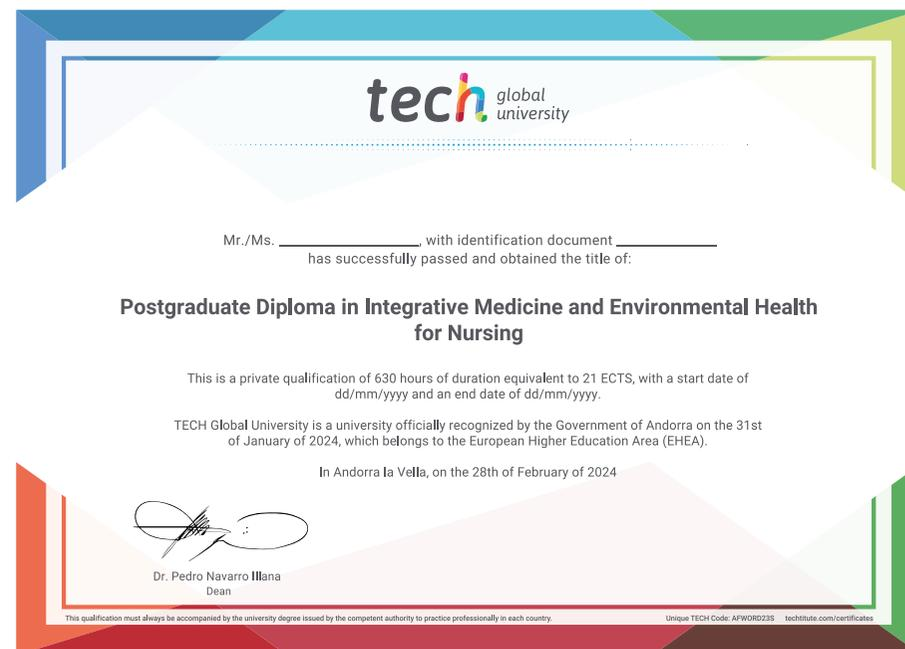 tech global
university
Mr./Ms. ________________, with identification document ____________
has successfully passed and obtained the title of:
Postgraduate Diploma in Integrative Medicine and Environmental Health
for Nursing
This is a private qualification of 630 hours of duration equivalent to 21 ECTS, with a start date of
dd/mm/yyyy and an end date of dd/mm/yyyy.
TECH Global University is a university officially recognized by the Government of Andorra on the 31st
of January of 2024, which belongs to the European Higher Education Area (EHEA).
In Andorra la Vella, on the 28th of February of 2024
Dr. Pedro Navarro Illana
Dean
This qualification must always be accompanied by the university degree issued by the competent authority to practice professionally in each country.
Unique TECH Code: AFWORD23S techtitute.com/certificates